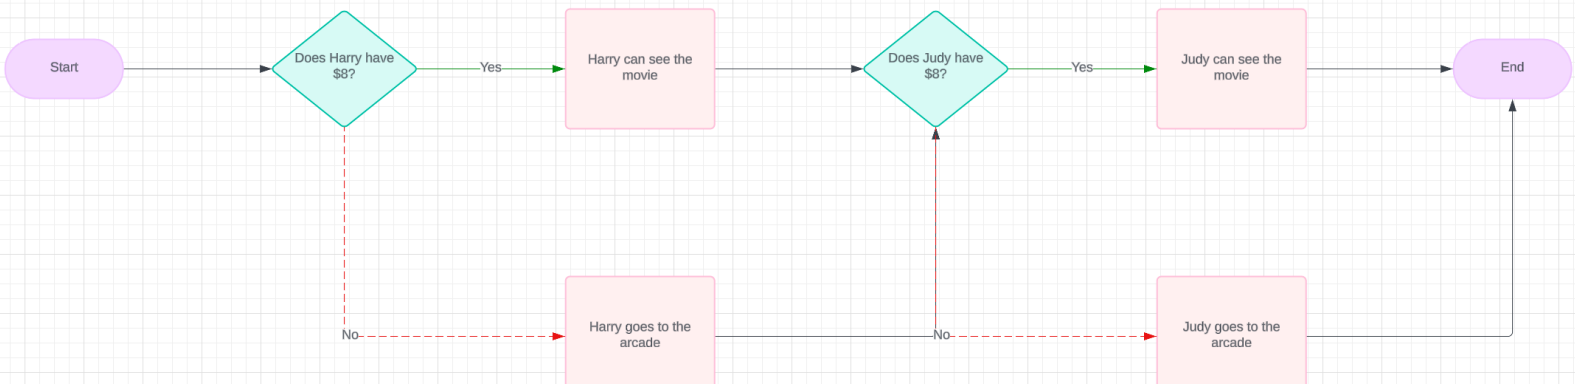 Start
Does Harry have
$8?
Yes
Harry can see the
movie
Does Judy have
$8?
Yes
Judy can see the
movie
End
No
Harry goes to the
arcade
No
Judy goes to the
arcade